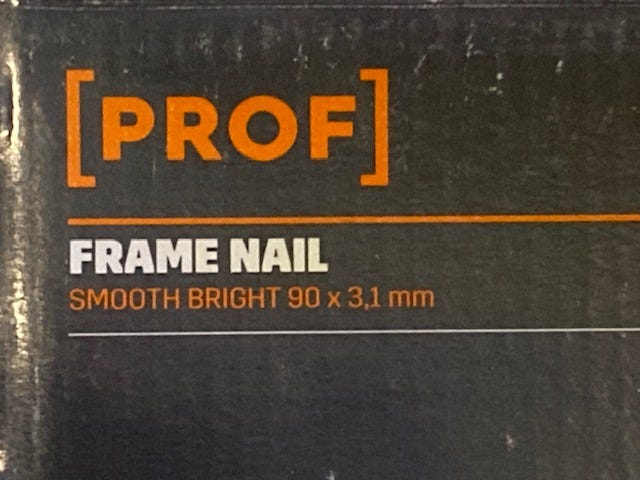 [PROF]
FRAME NAIL
SMOOTH BRIGHT 90 x 3,1 mm